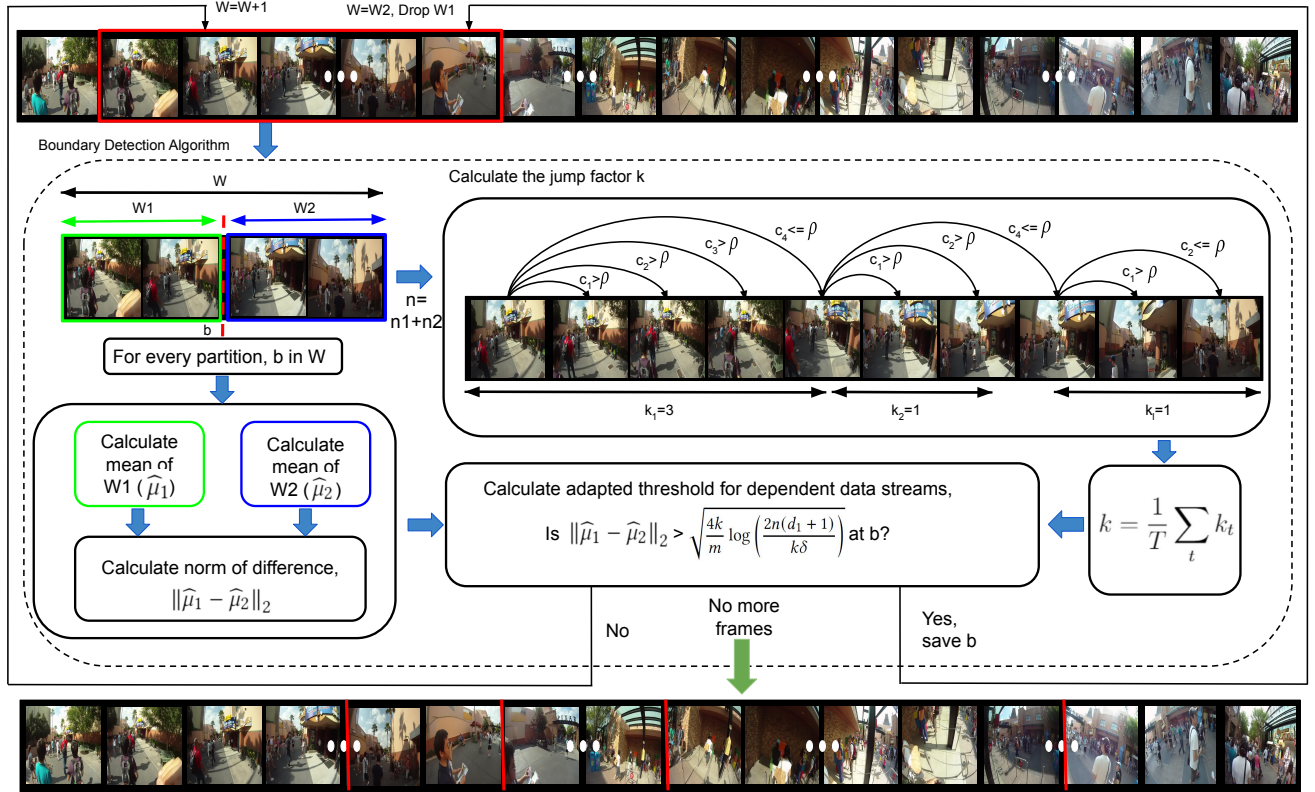 W=W+1
W=W2, Drop W1
Boundary Detection Algorithm
W
W1
W2
b
n=
n1+n2
For every partition, b in W
Calculate the jump factor k
c₁>ρ
c₂>ρ
c₃>ρ
c₄<=ρ
c₁>ρ
c₂>ρ
c₄<=ρ
c₁>ρ
c₂<=ρ
k₁=3
k₂=1
kₗ=1
Calculate
mean of
W1 (μ̂₁)
Calculate
mean of
W2 (μ̂₂)
Calculate norm of difference,
‖μ̂₁ − μ̂₂‖₂
Calculate adapted threshold for dependent data streams,
Is ‖μ̂₁ − μ̂₂‖₂ > √(4k/m log(2n(d₁ + 1)/kδ)) at b?
k = 1/T ∑ₜ kₜ
No
No more
frames
Yes,
save b